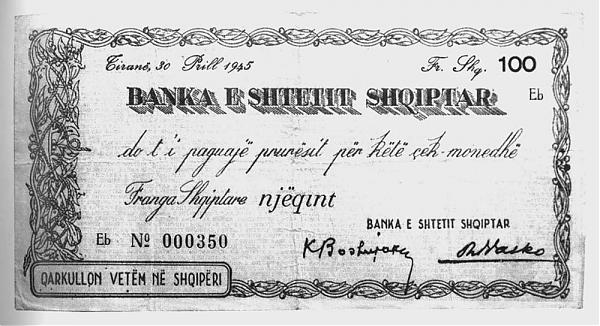 Tiranë, 30 Prill 1945 Fr. Shq. 100
BANKA E SHTETIT SHQIPTAR Eb
do t'i paguajë prurësit për këtë çek-monedhë
Franga Shqiptare njëqint
BANKA E SHTETIT SHQIPTAR
Eb Nº 000350
QARKULLON VETËM NË SHQIPËRI